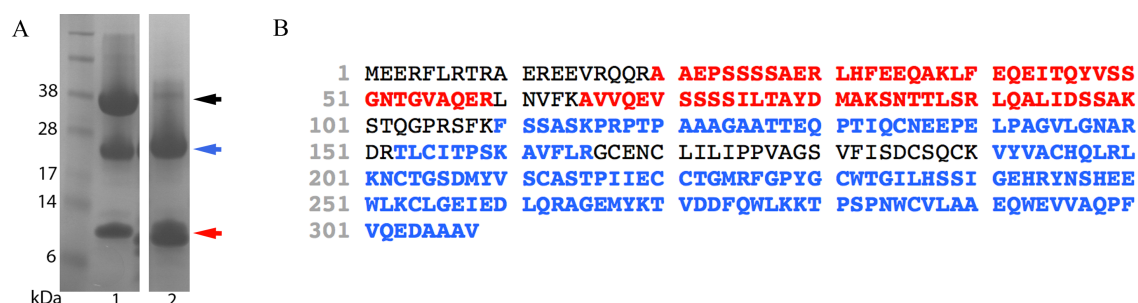 A
B
38
28
17
14
6
kDa
1
2
1 MEERFLRTRA EREEVRQQRA AEPSSSSAER LHFEEQAKLF EQEITQYVSS
51 GNTGVAQERL NVFKAVVQEV SSSSILTAYD MAKSNTTLSR LQALIDSSAK
101 STQGPRSFKF SSASKPRPTP AAAGAATTEQ PTIQCNEEPE LPAGVLGNAR
151 DRTLCITPSK AVFLRGCENC LILIPPVAGS VFISDCSQCK VYVACHQLRL
201 KNCTGSDMYV SCASTPIIEC CTGMRFGPYG CWTGILHSSI GEHRYNSHEE
251 WLKCLGEIED LQRAGEMYKT VDDFQWLKKT PSPNWCVLAA EQWEVVAQPF
301 VQEDAAAV